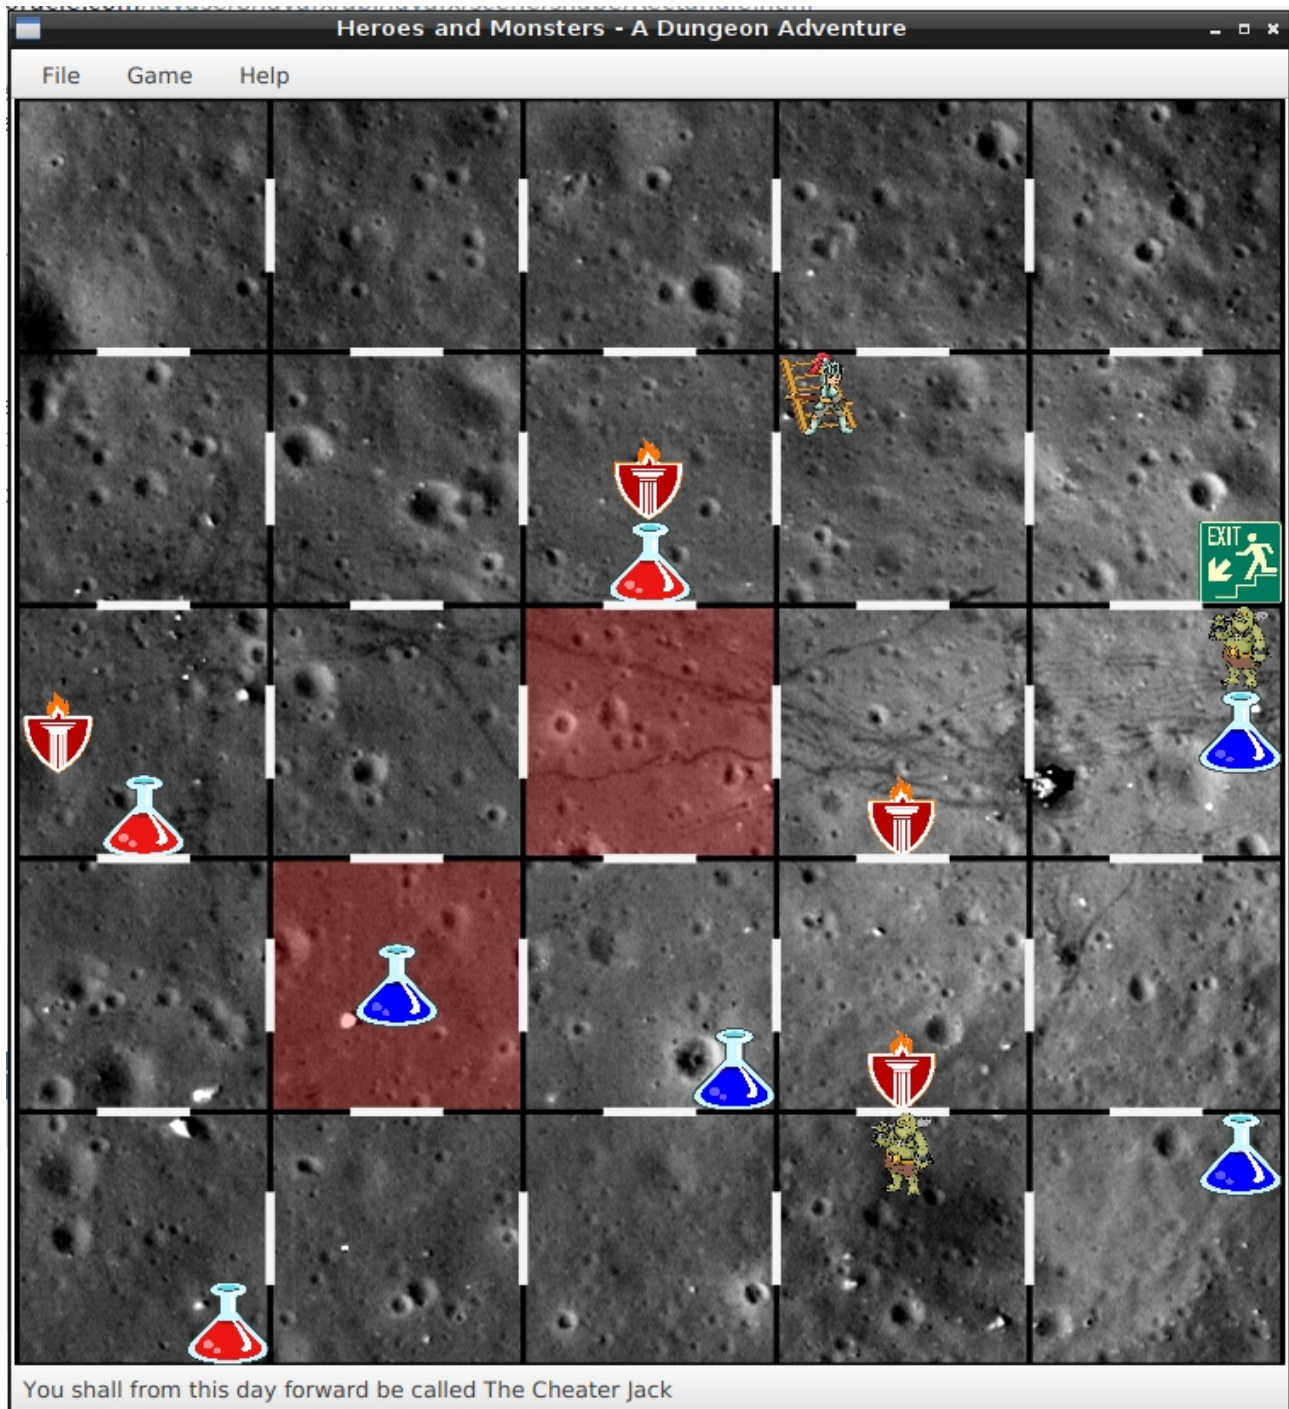 Heroes and Monsters - A Dungeon Adventure
File Game Help
EXIT
You shall from this day forward be called The Cheater Jack